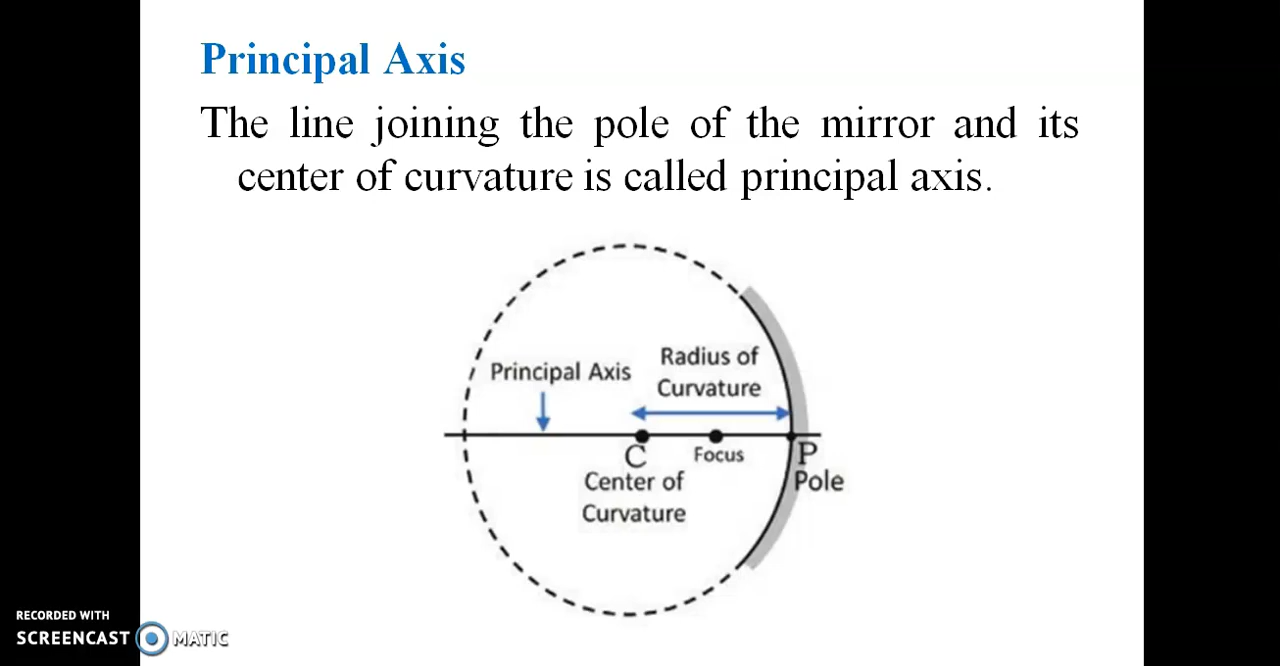 Principal Axis
The line joining the pole of the mirror and its
center of curvature is called principal axis.
Radius of
Curvature
Principal Axis
C
Focus
P
Center of
Curvature
Pole
RECORDED WITH
SCREENCAST MATIC